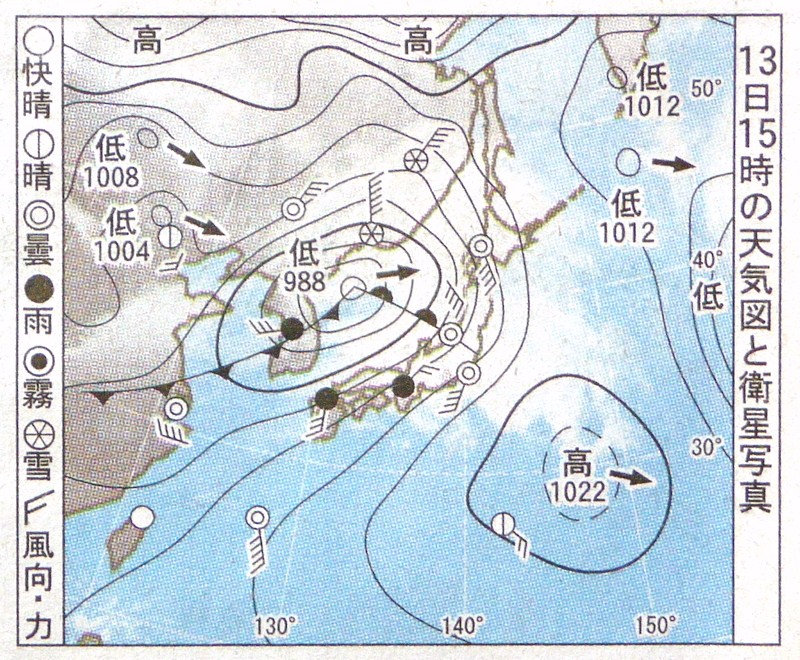 13日15時の天気図と衛星写真
快晴
晴
曇
雨
霧
雪
風向・力
高
高
低
1012
50°
低
1008
低
1012
低
1004
低
988
40°
低
30°
高
1022
130°
140°
150°